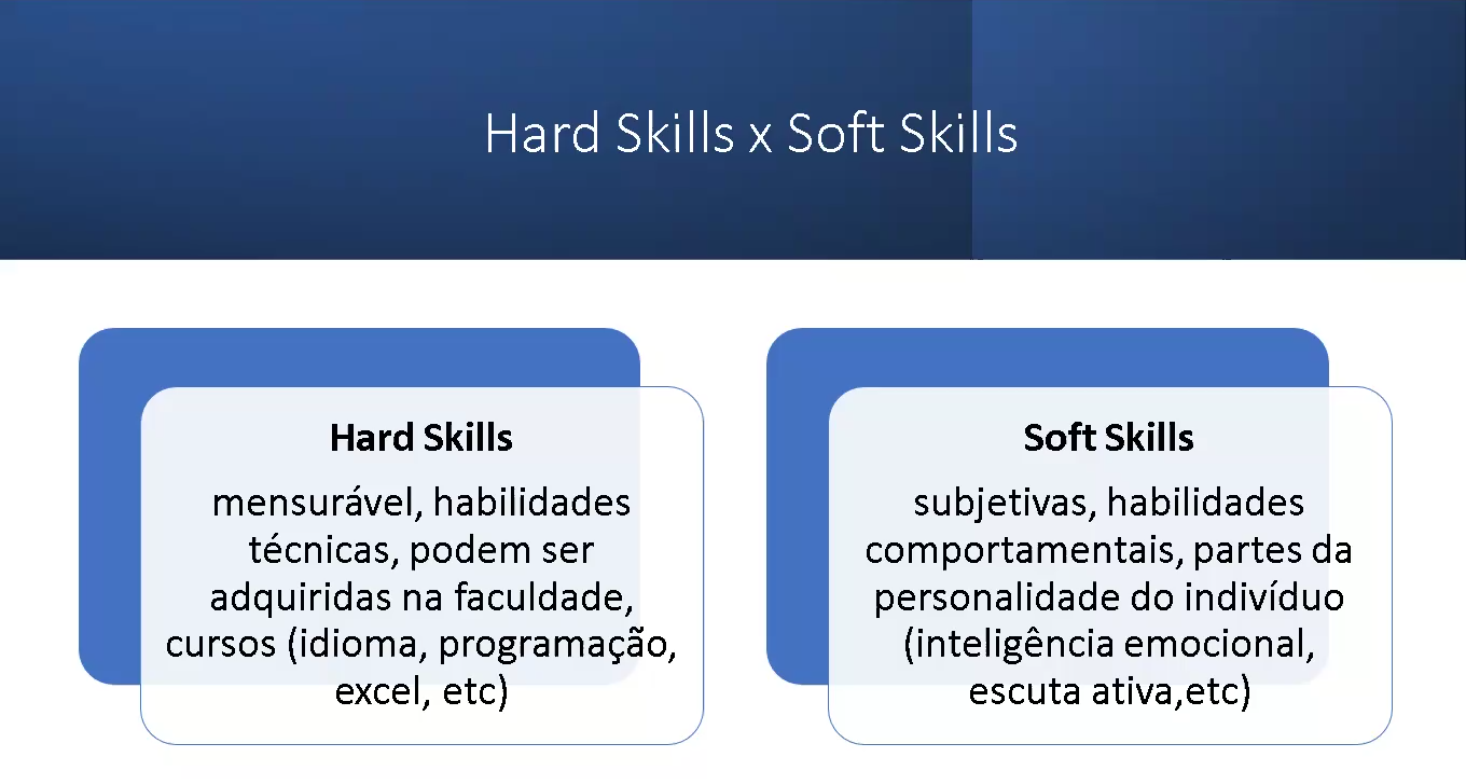 Hard Skills x Soft Skills
Hard Skills
mensurável, habilidades
técnicas, podem ser
adquiridas na faculdade,
cursos (idioma, programação,
excel, etc)
Soft Skills
subjetivas, habilidades
comportamentais, partes da
personalidade do indivíduo
(inteligência emocional,
escuta ativa,etc)